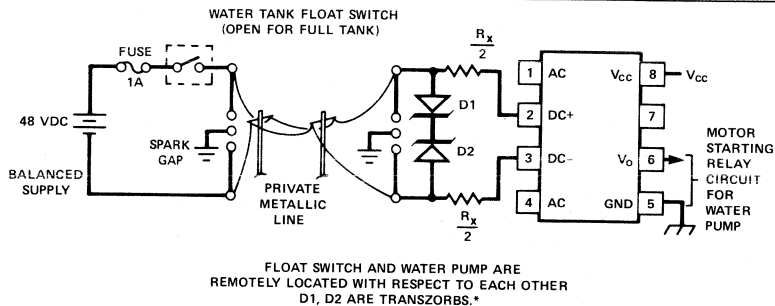 WATER TANK FLOAT SWITCH
(OPEN FOR FULL TANK)
FUSE
1A
48 VDC
BALANCED
SUPPLY
SPARK
GAP
PRIVATE
METALLIC
LINE
D1
D2
RX
2
RX
2
1 AC VCC 8 VCC
2 DC+ 7
3 DC− VO 6
4 AC GND 5
MOTOR
STARTING
RELAY
CIRCUIT
FOR
WATER
PUMP
FLOAT SWITCH AND WATER PUMP ARE
REMOTELY LOCATED WITH RESPECT TO EACH OTHER
D1, D2 ARE TRANSZORBS.*